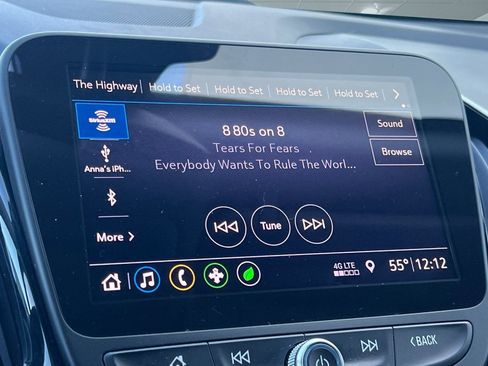 The Highway Hold to Set Hold to Set Hold to Set Hold to Set >
SiriusXM
8 80s on 8
Sound
Tears For Fears
Anna's iPh...
Everybody Wants To Rule The Worl...
Browse
Tune
More >
4G LTE
55° 12:12
< BACK